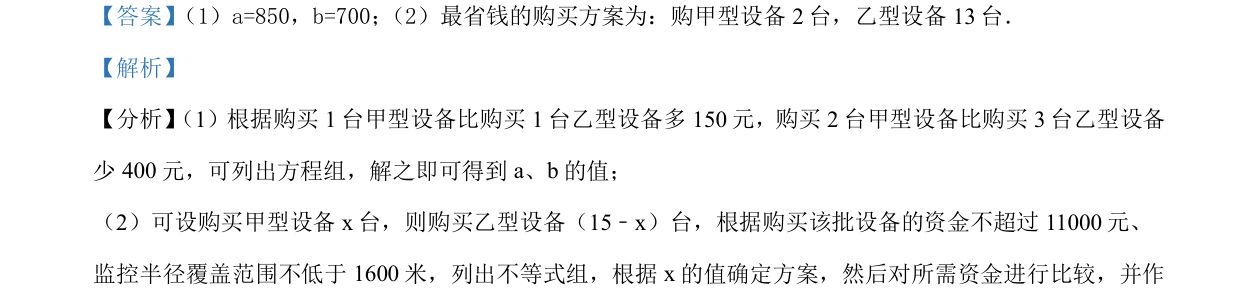 【答案】（1）a=850，b=700；（2）最省钱的购买方案为：购甲型设备 2 台，乙型设备 13 台．
【解析】
【分析】（1）根据购买 1 台甲型设备比购买 1 台乙型设备多 150 元，购买 2 台甲型设备比购买 3 台乙型设备
少 400 元，可列出方程组，解之即可得到 a、b 的值；
（2）可设购买甲型设备 x 台，则购买乙型设备（15﹣x）台，根据购买该批设备的资金不超过 11000 元、
监控半径覆盖范围不低于 1600 米，列出不等式组，根据 x 的值确定方案，然后对所需资金进行比较，并作